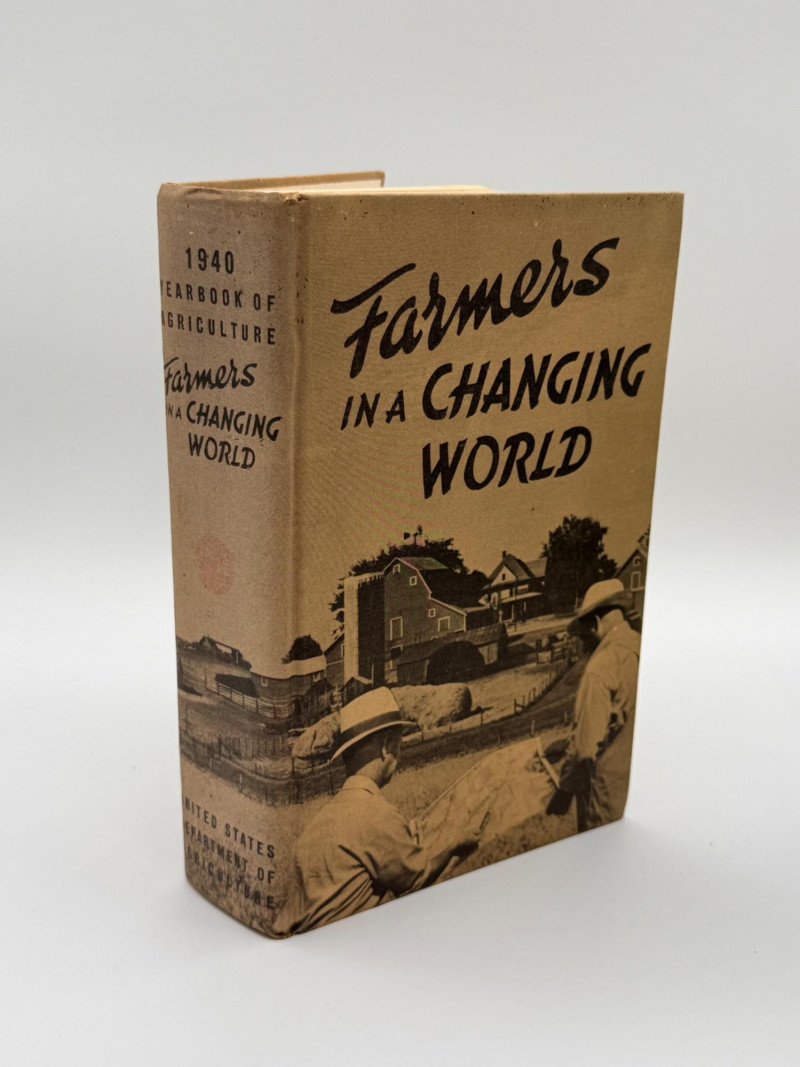 1940
YEARBOOK OF
AGRICULTURE
Farmers
IN A CHANGING
WORLD
UNITED STATES
DEPARTMENT OF
AGRICULTURE
Farmers
IN A CHANGING
WORLD